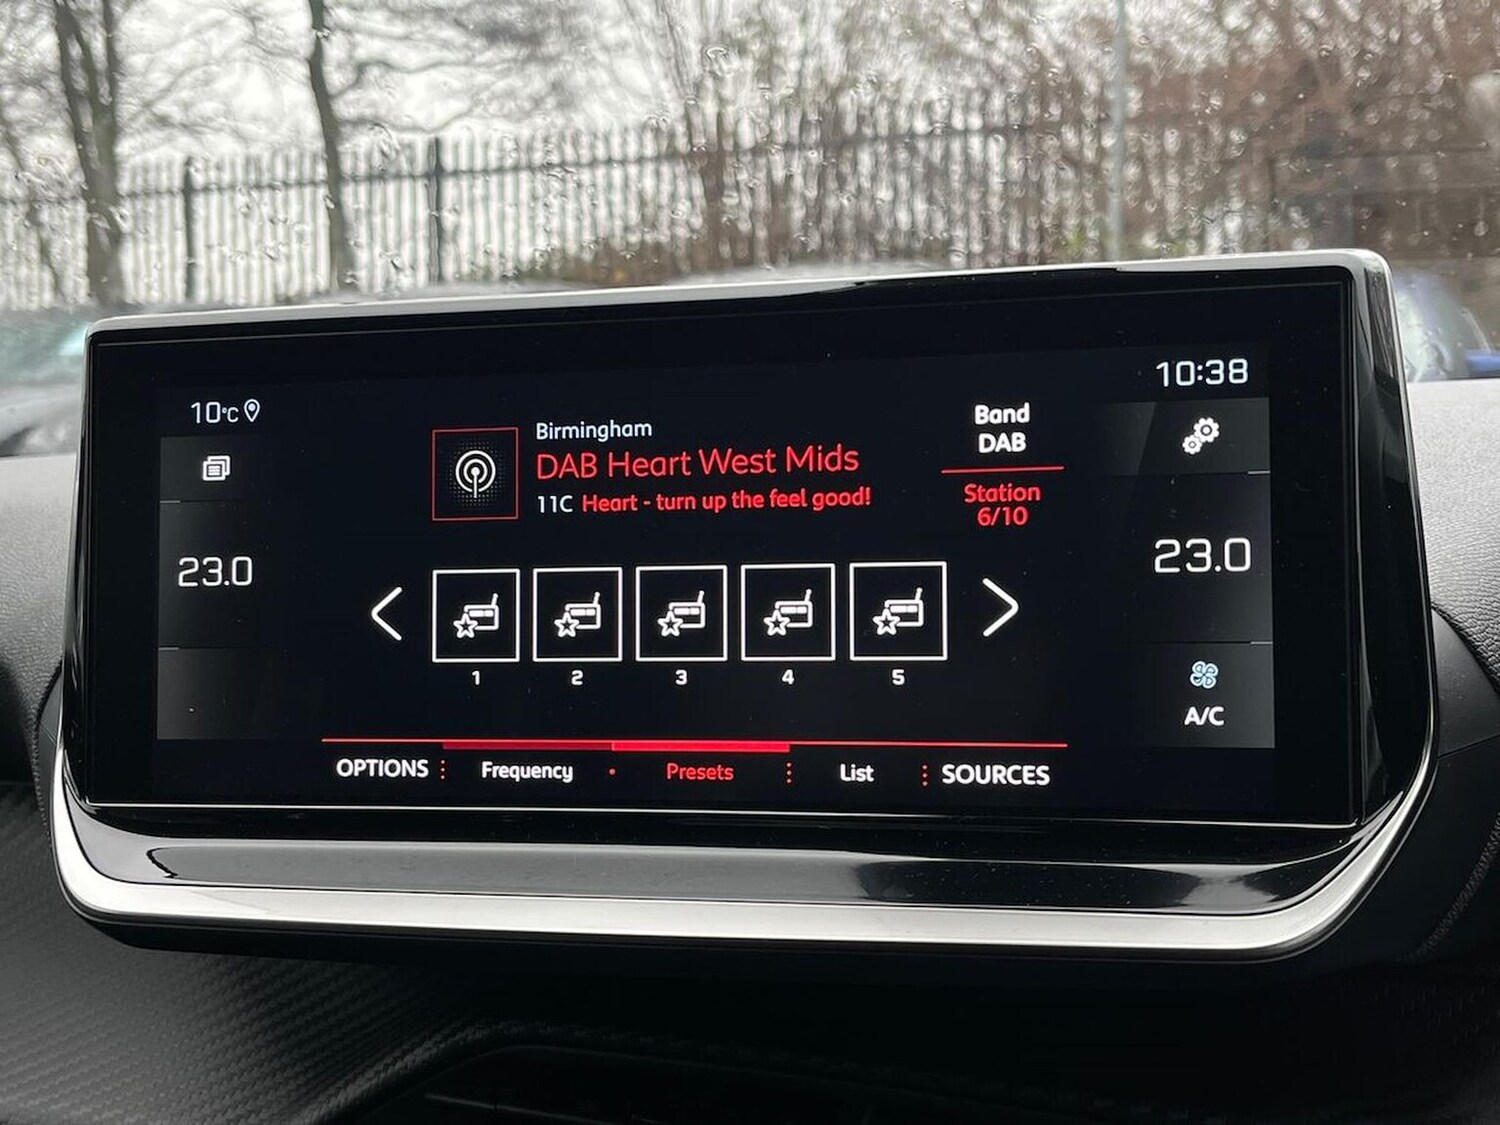 10°C
10:38
Birmingham
DAB Heart West Mids
11C Heart - turn up the feel good!
Band
DAB
Station
6/10
23.0
23.0
1 2 3 4 5
A/C
OPTIONS Frequency Presets List SOURCES